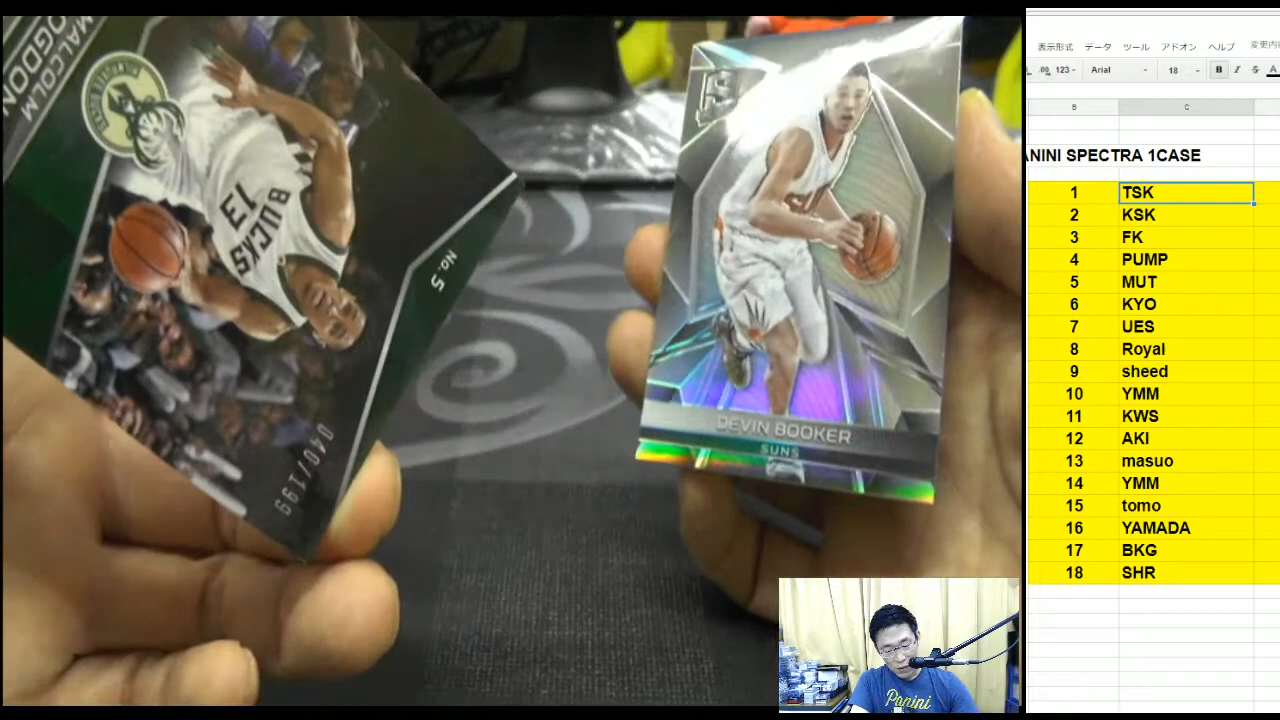 MALCOLM
BUCKS
13
No. 5
040/199
DEVIN BOOKER
SUNS
Panini
表示形式 データ ツール アドオン ヘルプ
.00 123 Arial 18 B I S A
B C
ANINI SPECTRA 1CASE
1 TSK
2 KSK
3 FK
4 PUMP
5 MUT
6 KYO
7 UES
8 Royal
9 sheed
10 YMM
11 KWS
12 AKI
13 masuo
14 YMM
15 tomo
16 YAMADA
17 BKG
18 SHR